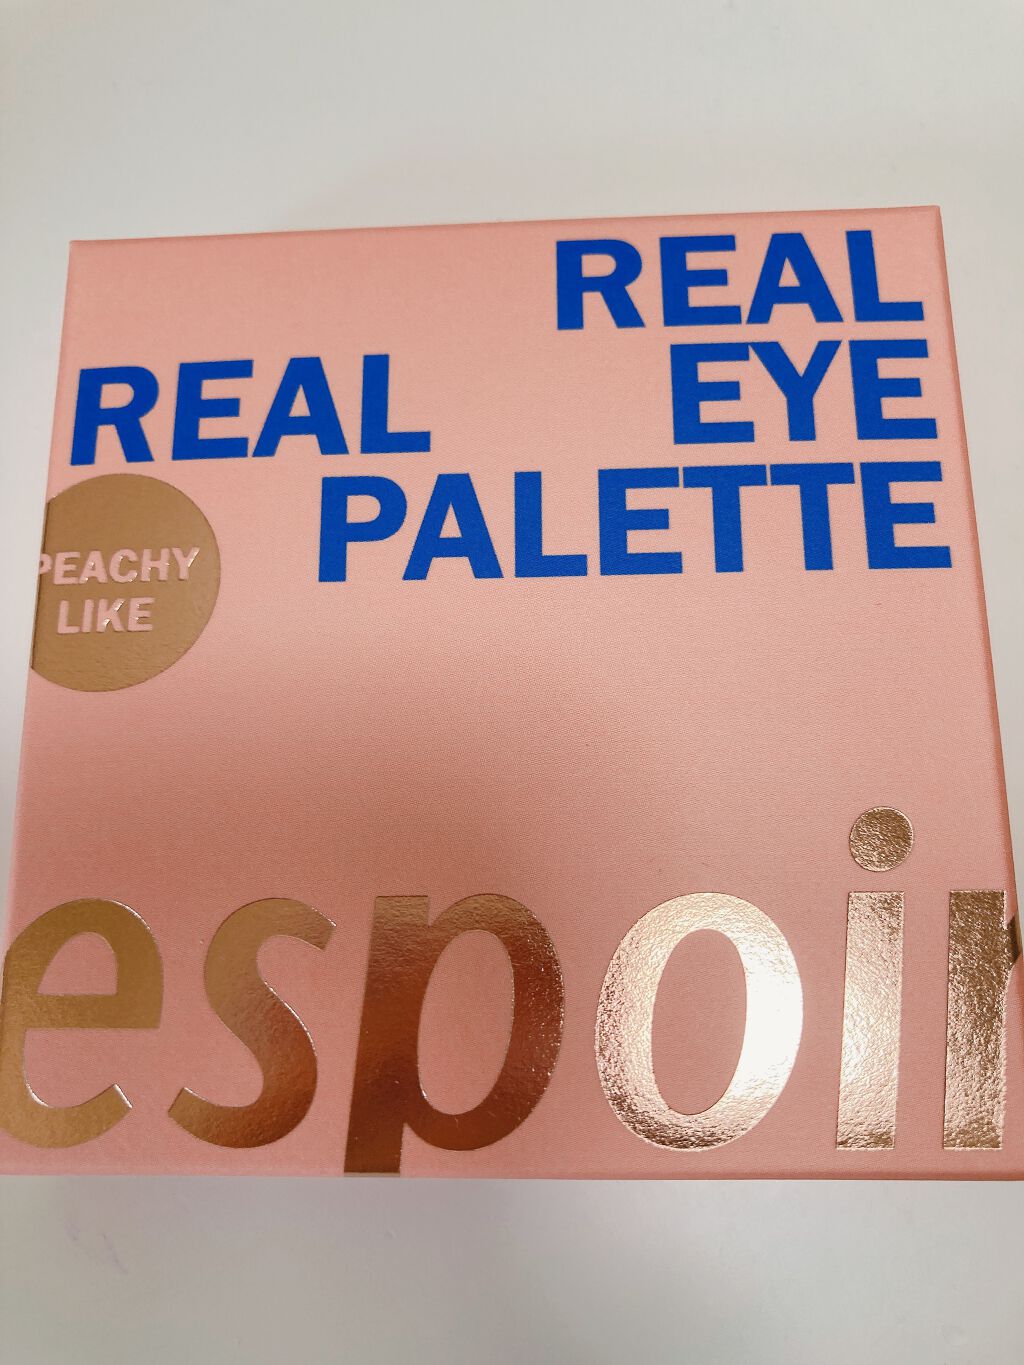 REAL
REAL EYE
PALETTE
PEACHY
LIKE
espoir